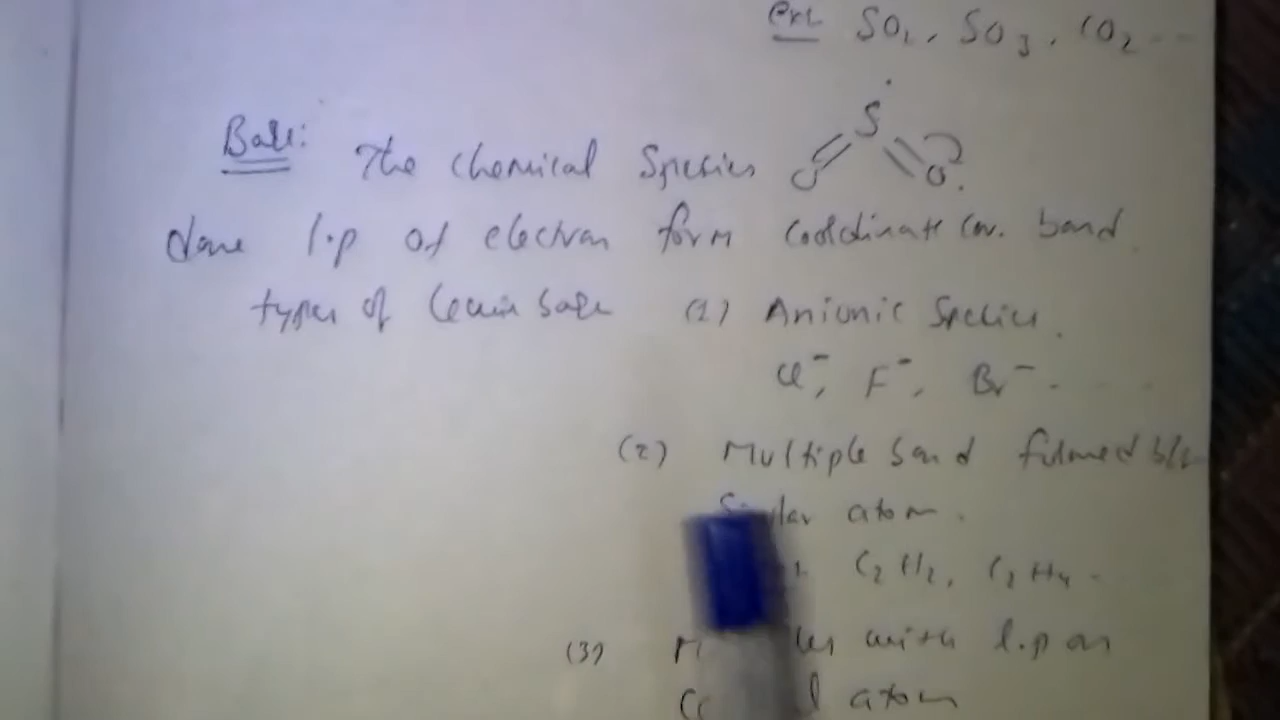 ex: SO₂, SO₃, CO₂ --
S
Base: The Chemical Species O O
done l.p of electron form coordinate cov. bond.
types of Lewis base (1) Anionic Species.
Cl⁻, F⁻, Br⁻.
(2) Multiple bond formed b/w
atom.
C₂H₂, C₂H₄ -
(3) with l.p on
atom